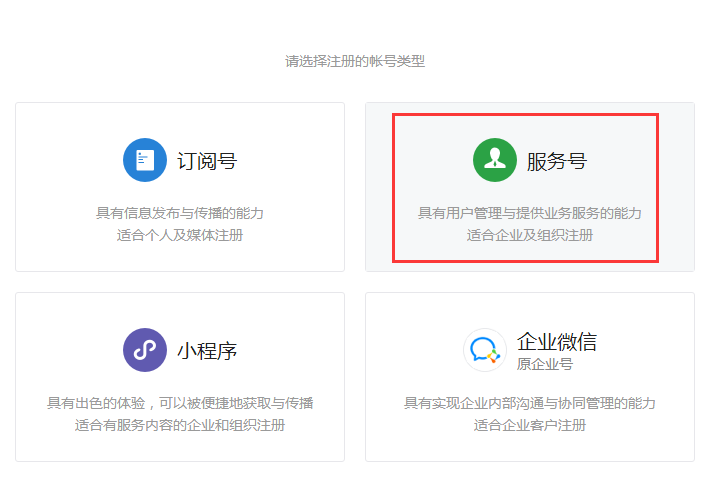 请选择注册的帐号类型
订阅号
具有信息发布与传播的能力
适合个人及媒体注册
服务号
具有用户管理与提供业务服务的能力
适合企业及组织注册
小程序
具有出色的体验，可以被便捷地获取与传播
适合有服务内容的企业和组织注册
企业微信
原企业号
具有实现企业内部沟通与协同管理的能力
适合企业客户注册